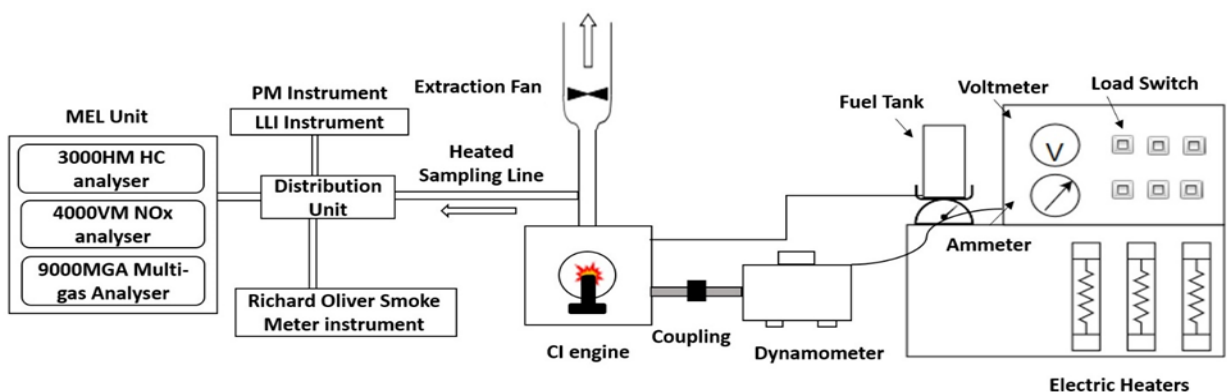 MEL Unit
3000HM HC
analyser
4000VM NOx
analyser
9000MGA Multi-
gas Analyser
PM Instrument
LLI Instrument
Distribution
Unit
Richard Oliver Smoke
Meter instrument
Extraction Fan
Heated
Sampling Line
CI engine
Coupling
Dynamometer
Fuel Tank
Voltmeter
Load Switch
V
Ammeter
Electric Heaters